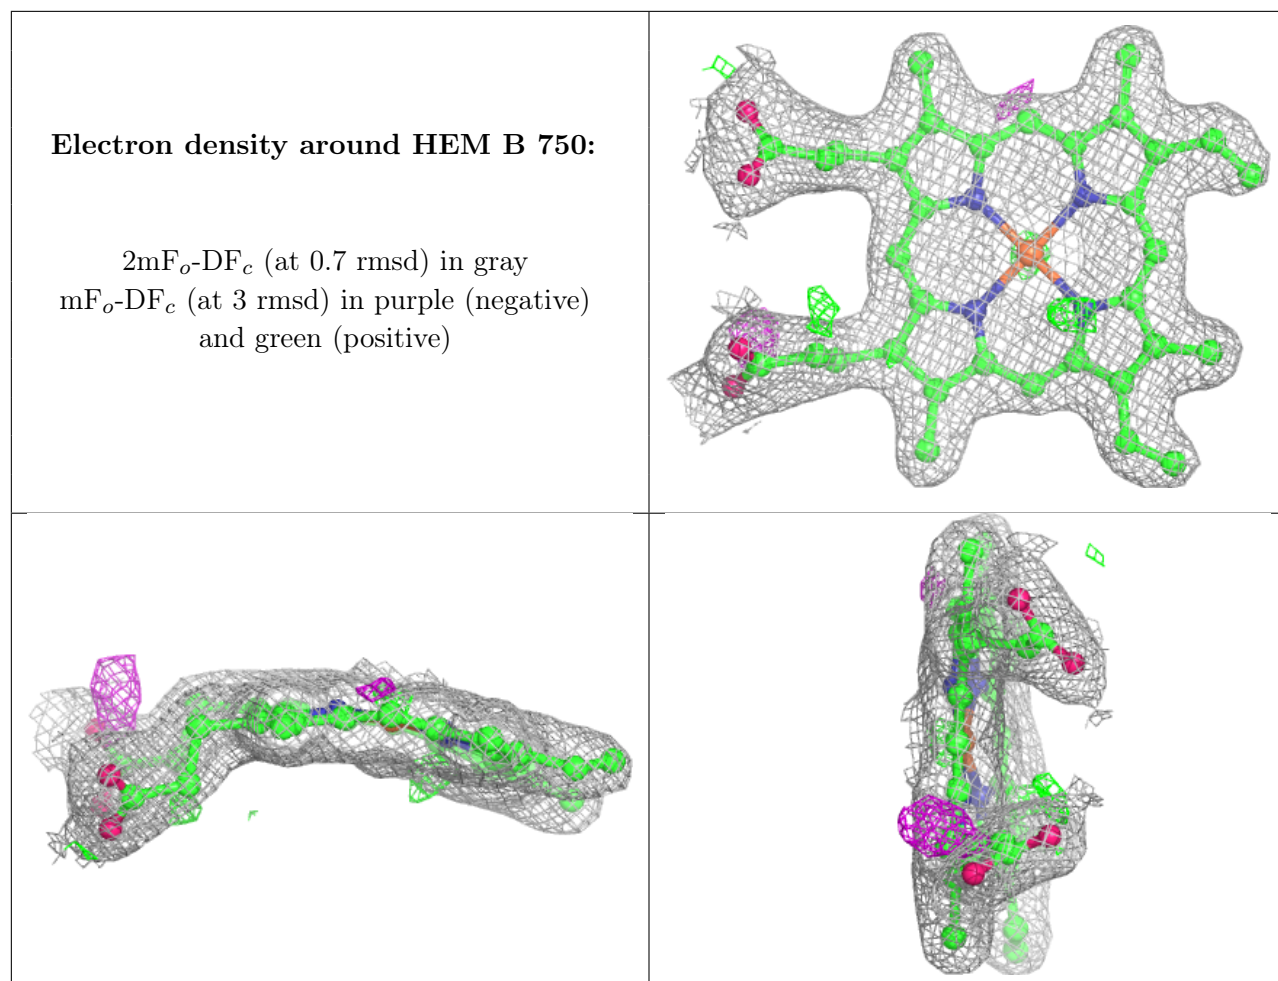 Electron density around HEM B 750:
2mFo-DFc (at 0.7 rmsd) in gray
mFo-DFc (at 3 rmsd) in purple (negative)
and green (positive)